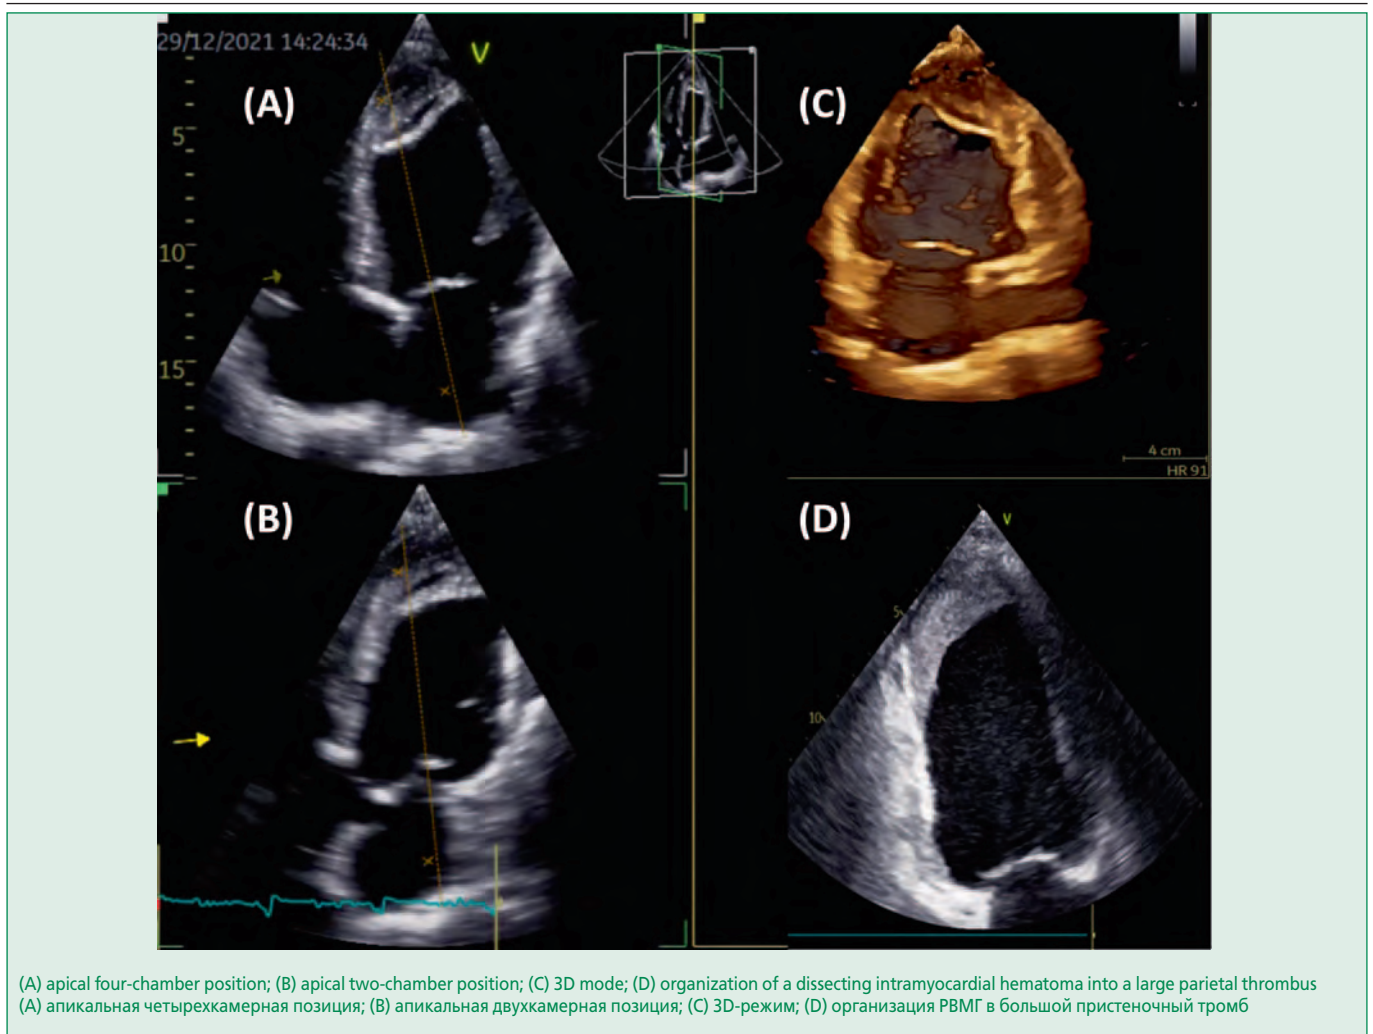 29/12/2021 14:24:34
V
(A)
5
10
15
(C)
4 cm
HR 91
(B)
(D)
V
5
10
(A) apical four-chamber position; (B) apical two-chamber position; (C) 3D mode; (D) organization of a dissecting intramyocardial hematoma into a large parietal thrombus
(A) апикальная четырехкамерная позиция; (B) апикальная двухкамерная позиция; (C) 3D-режим; (D) организация РВМГ в большой пристеночный тромб